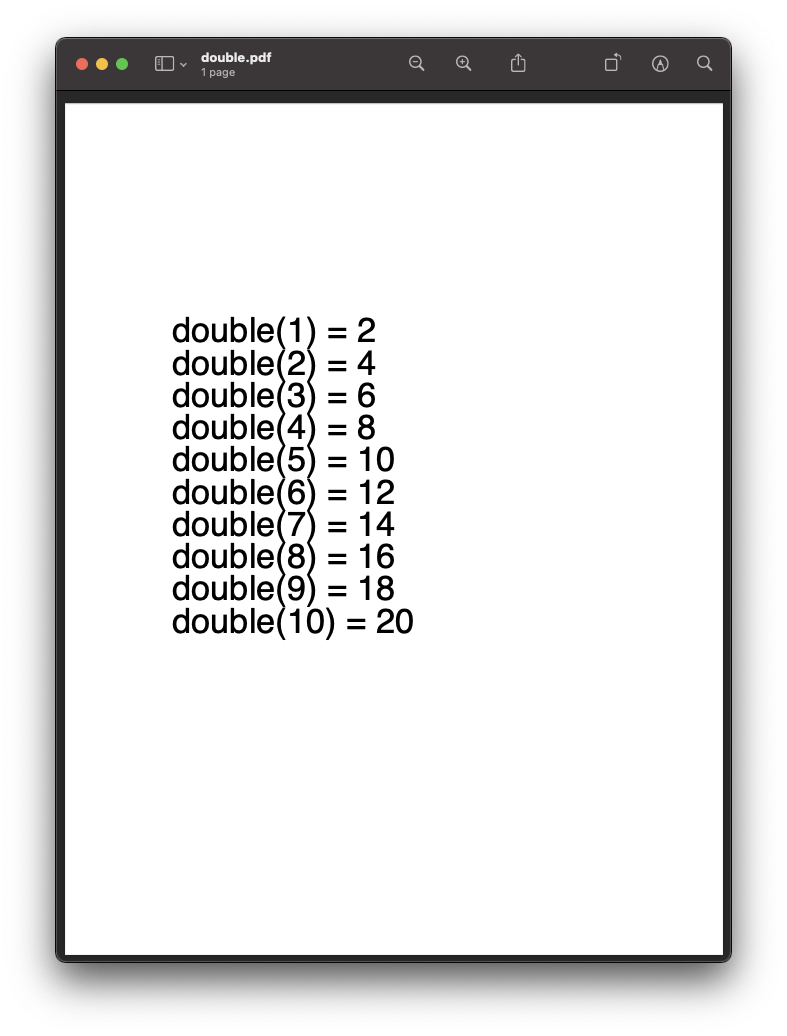 double.pdf
1 page
double(1) = 2
double(2) = 4
double(3) = 6
double(4) = 8
double(5) = 10
double(6) = 12
double(7) = 14
double(8) = 16
double(9) = 18
double(10) = 20